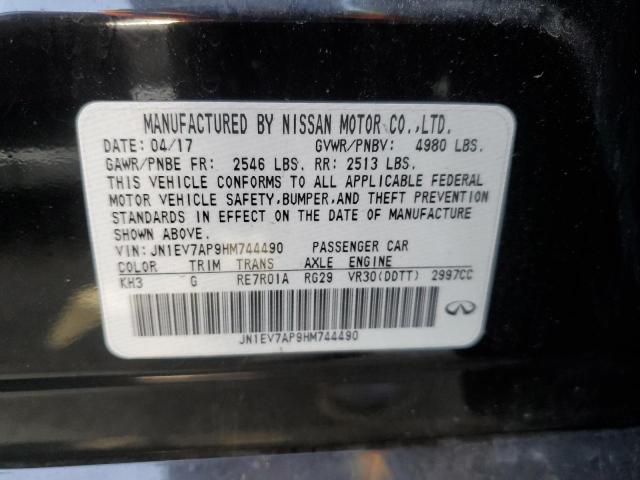 MANUFACTURED BY NISSAN MOTOR CO.,LTD.
DATE: 04/17 GVWR/PNBV: 4980 LBS.
GAWR/PNBE FR: 2546 LBS. RR: 2513 LBS.
THIS VEHICLE CONFORMS TO ALL APPLICABLE FEDERAL
MOTOR VEHICLE SAFETY,BUMPER,AND THEFT PREVENTION
STANDARDS IN EFFECT ON THE DATE OF MANUFACTURE
SHOWN ABOVE.
VIN: JN1EV7AP9HM744490 PASSENGER CAR
COLOR TRIM TRANS AXLE ENGINE
KH3 G RE7R01A RG29 VR30(DDTT) 2997CC
JN1EV7AP9HM744490